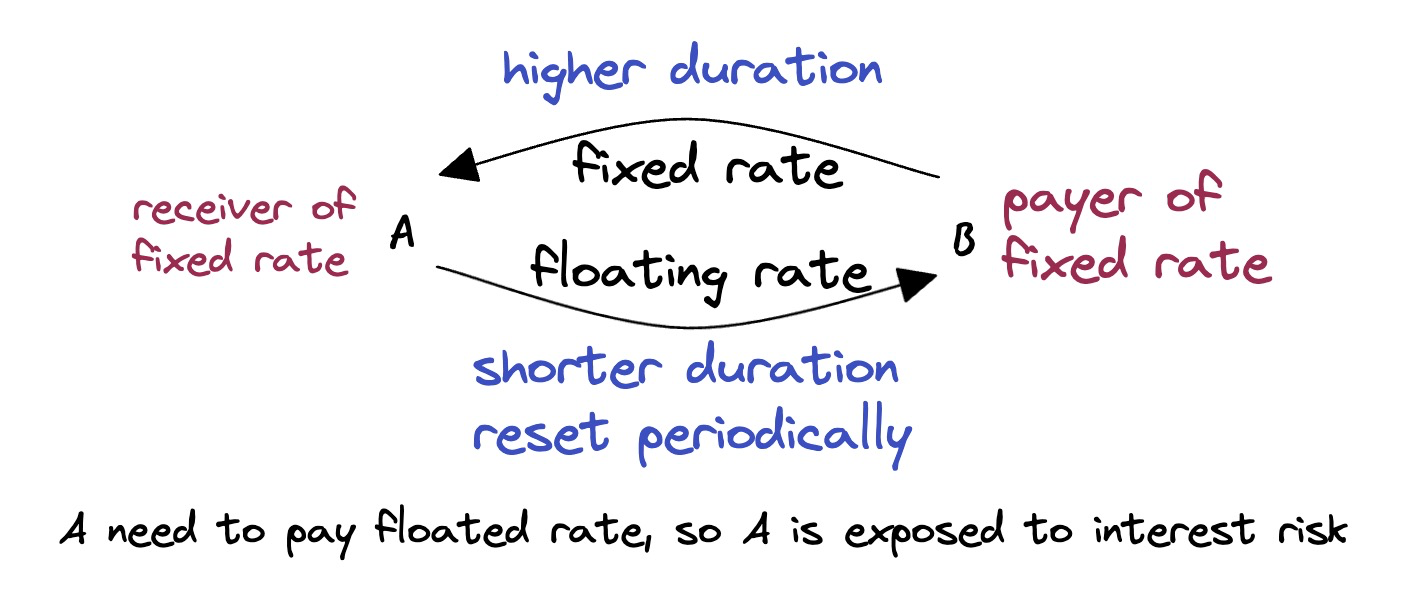 higher duration
fixed rate
receiver of
fixed rate
A
B
payer of
fixed rate
floating rate
shorter duration
reset periodically
A need to pay floated rate, so A is exposed to interest risk